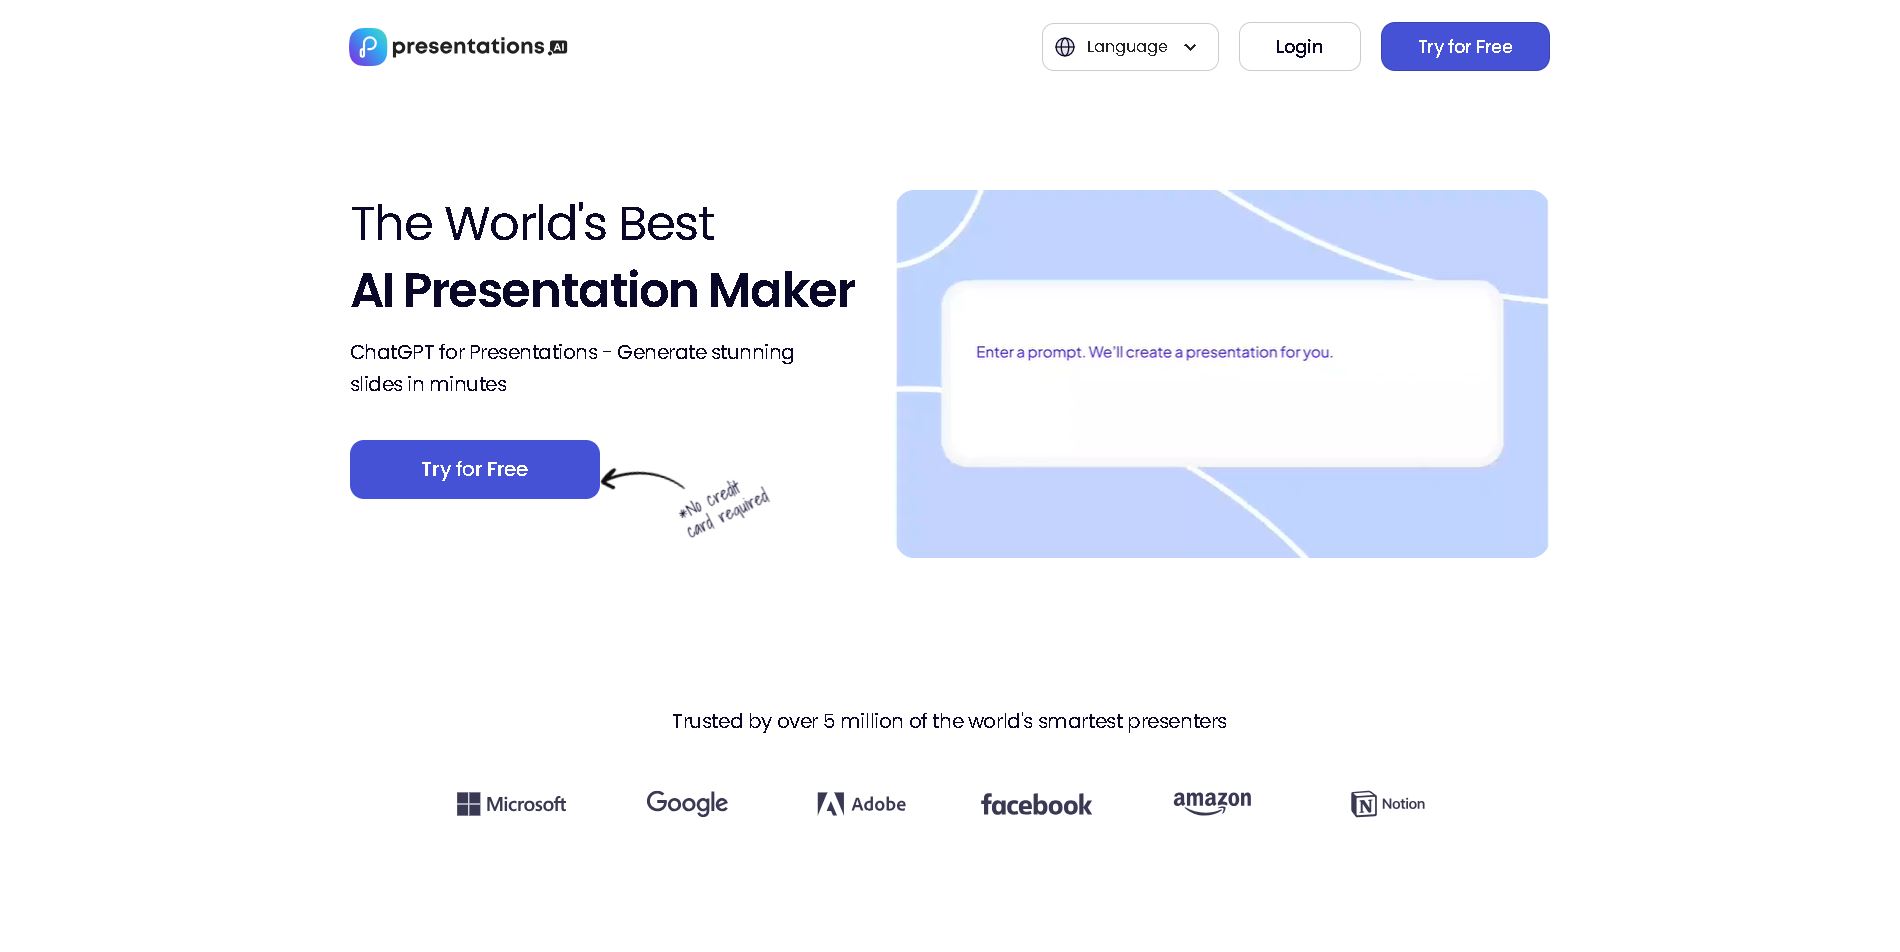 presentations.AI
Language
Login
Try for Free
The World's Best
AI Presentation Maker
ChatGPT for Presentations - Generate stunning
slides in minutes
Try for Free
*No credit
card required
Enter a prompt. We'll create a presentation for you.
Trusted by over 5 million of the world's smartest presenters
Microsoft
Google
Adobe
facebook
amazon
Notion